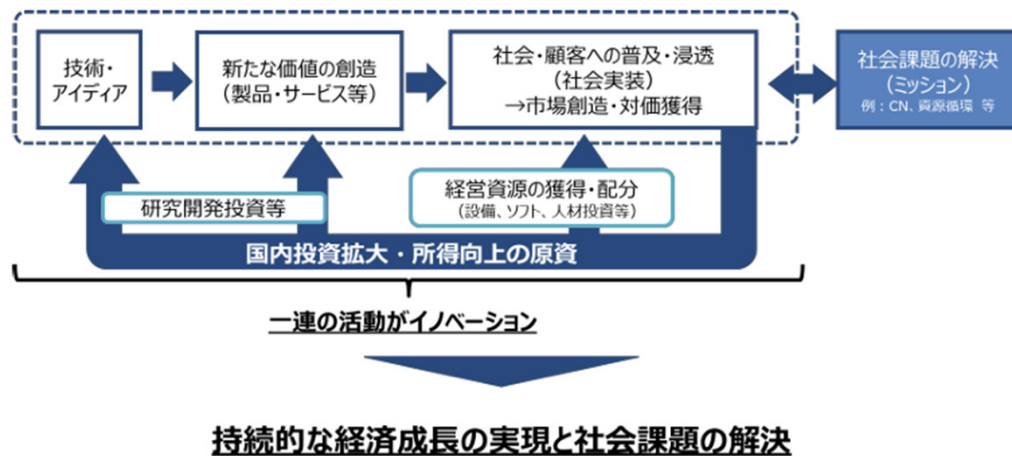 技術・
アイディア
新たな価値の創造
（製品・サービス等）
社会・顧客への普及・浸透
（社会実装）
→市場創造・対価獲得
社会課題の解決
（ミッション）
例：CN、資源循環 等
研究開発投資等
経営資源の獲得・配分
（設備、ソフト、人材投資等）
国内投資拡大・所得向上の原資
一連の活動がイノベーション
持続的な経済成長の実現と社会課題の解決